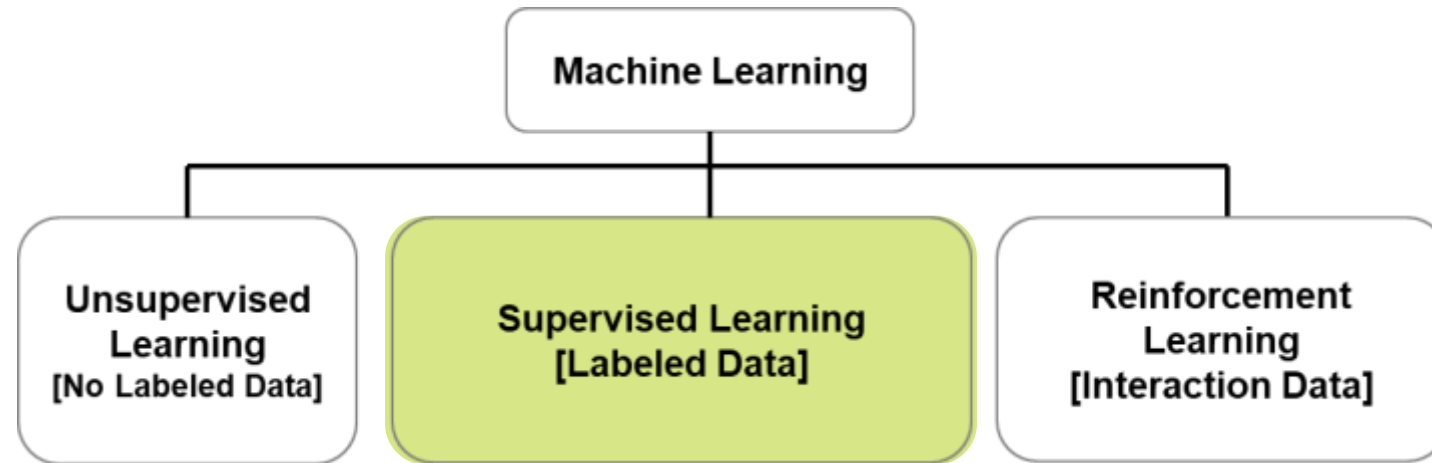 Machine Learning
Unsupervised
Learning
[No Labeled Data]
Supervised Learning
[Labeled Data]
Reinforcement
Learning
[Interaction Data]